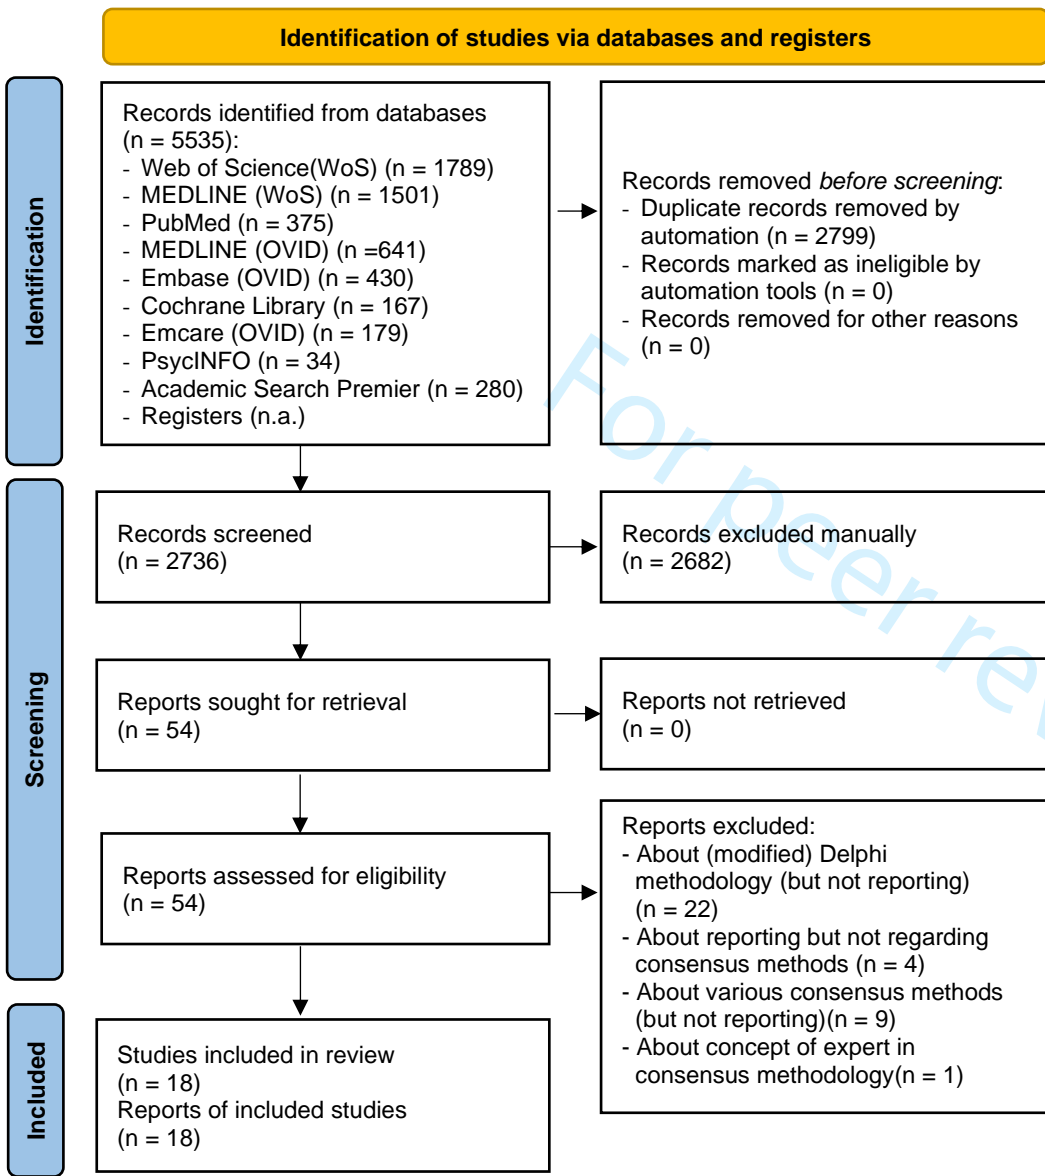 Identification of studies via databases and registers
Identification
Records identified from databases
(n = 5535):
- Web of Science(WoS) (n = 1789)
- MEDLINE (WoS) (n = 1501)
- PubMed (n = 375)
- MEDLINE (OVID) (n =641)
- Embase (OVID) (n = 430)
- Cochrane Library (n = 167)
- Emcare (OVID) (n = 179)
- PsycINFO (n = 34)
- Academic Search Premier (n = 280)
- Registers (n.a.)
Records removed before screening:
- Duplicate records removed by
automation (n = 2799)
- Records marked as ineligible by
automation tools (n = 0)
- Records removed for other reasons
(n = 0)
Screening
Records screened
(n = 2736)
Records excluded manually
(n = 2682)
Reports sought for retrieval
(n = 54)
Reports not retrieved
(n = 0)
Reports assessed for eligibility
(n = 54)
Reports excluded:
- About (modified) Delphi
methodology (but not reporting)
(n = 22)
- About reporting but not regarding
consensus methods (n = 4)
- About various consensus methods
(but not reporting)(n = 9)
- About concept of expert in
consensus methodology(n = 1)
Included
Studies included in review
(n = 18)
Reports of included studies
(n = 18)
For peer rev